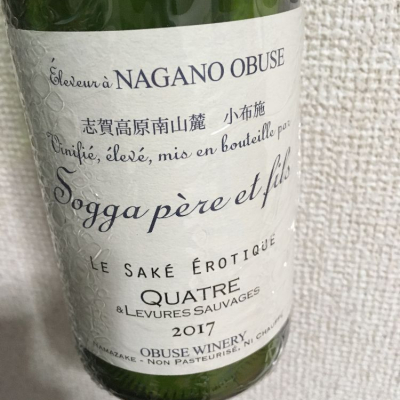 Éleveur à NAGANO OBUSE
志賀高原南山麓 小布施
Vinifié, élevé, mis en bouteille par
Sogga père et fils
LE SAKÉ ÉROTIQUE
QUATRE
& LEVURES SAUVAGES
2017
OBUSE WINERY
NAMAZAKE - NON PASTEURISÉ, NI